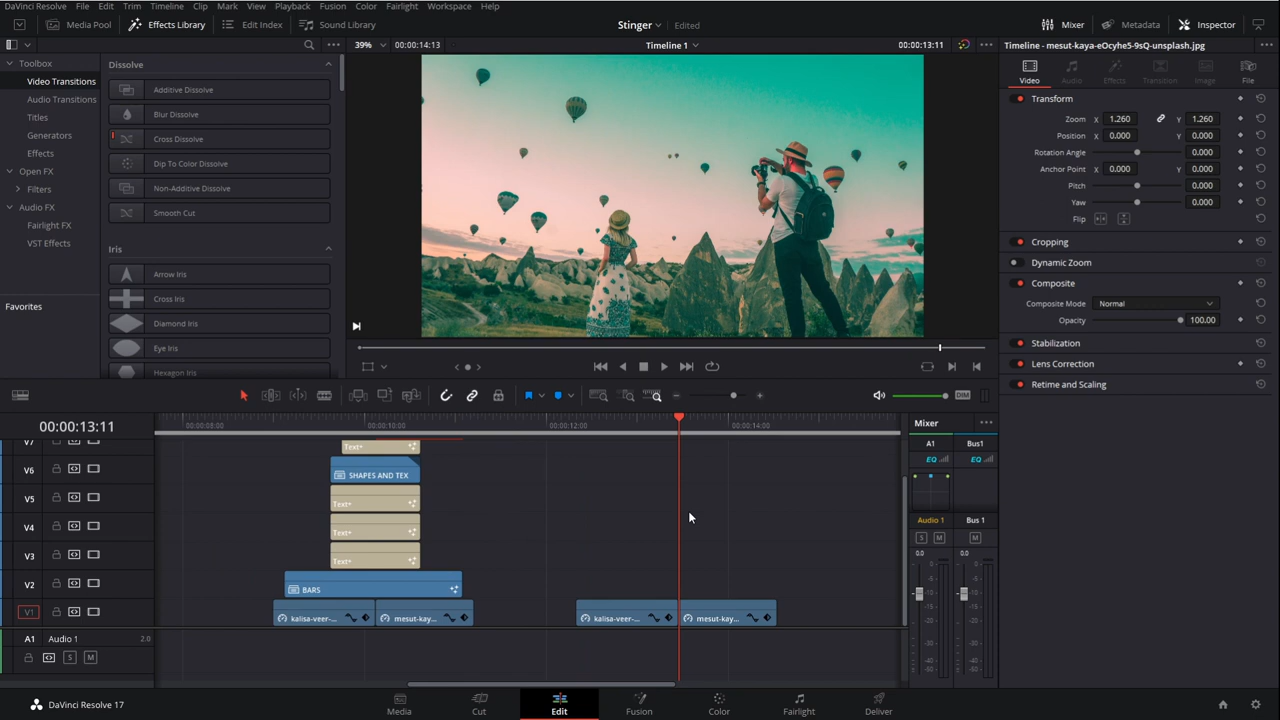 DaVinci Resolve File Edit Trim Timeline Clip Mark View Playback Fusion Color Fairlight Workspace Help
Media Pool Effects Library Edit Index Sound Library Stinger Edited Mixer Metadata Inspector
39% 00:00:14:13 Timeline 1 00:00:13:11 Timeline - mesut-kaya-eOcyhe5-9sQ-unsplash.jpg
Toolbox
Video Transitions
Audio Transitions
Titles
Generators
Effects
Open FX
Filters
Audio FX
Fairlight FX
VST Effects
Favorites
Dissolve
Additive Dissolve
Blur Dissolve
Cross Dissolve
Dip To Color Dissolve
Non-Additive Dissolve
Smooth Cut
Iris
Arrow Iris
Cross Iris
Diamond Iris
Eye Iris
Hexagon Iris
Video Audio Effects Transition Image File
Transform
Zoom X 1.260 Y 1.260
Position X 0.000 Y 0.000
Rotation Angle 0.000
Anchor Point X 0.000 Y 0.000
Pitch 0.000
Yaw 0.000
Flip
Cropping
Dynamic Zoom
Composite
Composite Mode Normal
Opacity 100.00
Stabilization
Lens Correction
Retime and Scaling
DIM
00:00:13:11
00:00:08:00 00:00:10:00 00:00:12:00 00:00:14:00
V7 Text+
V6 SHAPES AND TEX
V5 Text+
V4 Text+
V3 Text+
V2 BARS
V1 kalisa-veer-... mesut-kay... kalisa-veer-... mesut-kay...
A1 Audio 1 2.0
S M
Mixer
A1 Bus1
EQ EQ
Audio 1 Bus 1
S M M
0.0 0.0
DaVinci Resolve 17
Media Cut Edit Fusion Color Fairlight Deliver